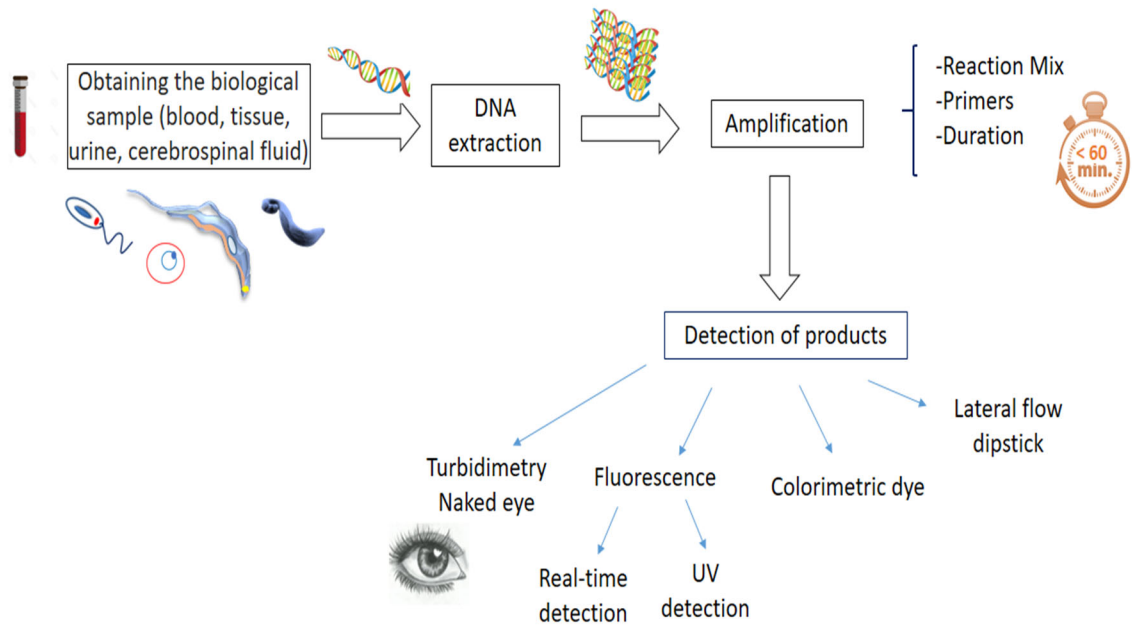 Obtaining the biological
sample (blood, tissue,
urine, cerebrospinal fluid)
DNA
extraction
Amplification
-Reaction Mix
-Primers
-Duration
< 60
min.
Detection of products
Turbidimetry
Naked eye
Fluorescence
Colorimetric dye
Lateral flow
dipstick
Real-time
detection
UV
detection